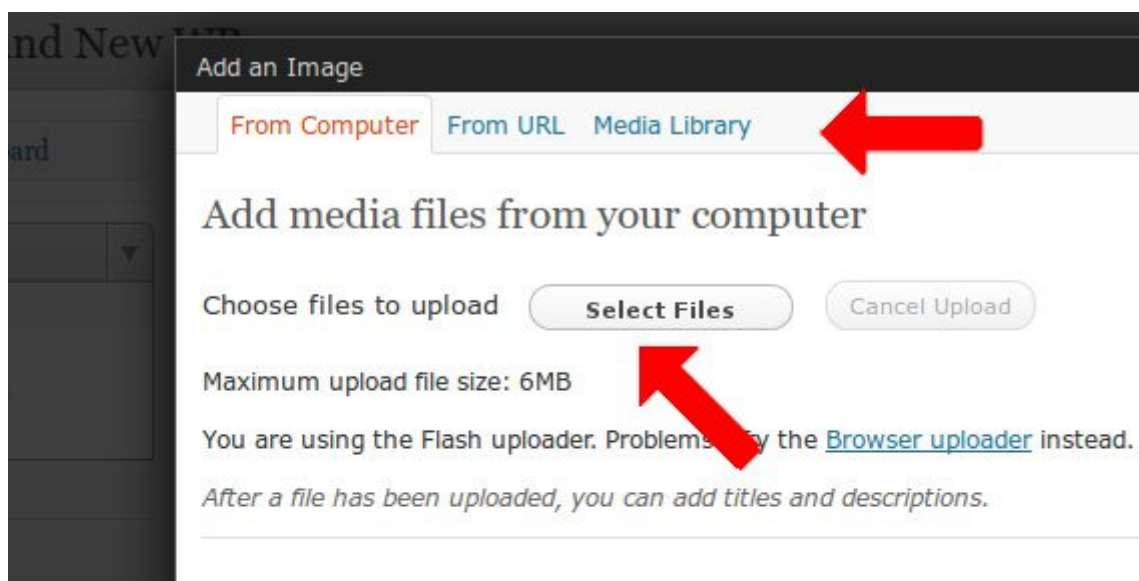 nd New
Add an Image
From Computer From URL Media Library
ard
Add media files from your computer
Choose files to upload Select Files Cancel Upload
Maximum upload file size: 6MB
You are using the Flash uploader. Problems y the Browser uploader instead.
After a file has been uploaded, you can add titles and descriptions.